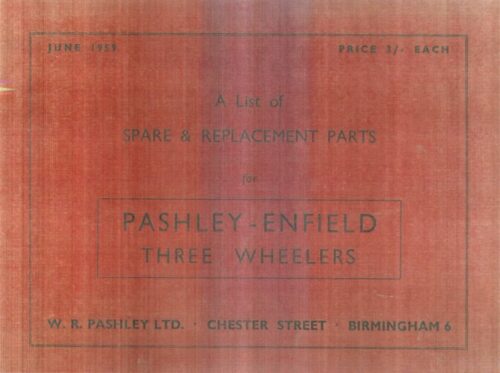 JUNE 1959 PRICE 3/- EACH
A List of
SPARE & REPLACEMENT PARTS
for
PASHLEY - ENFIELD
THREE WHEELERS
W. R. PASHLEY LTD. · CHESTER STREET · BIRMINGHAM 6